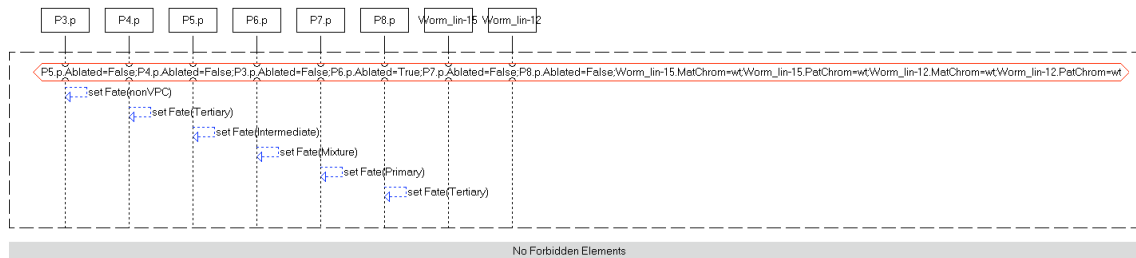 P3.p P4.p P5.p P6.p P7.p P8.p Worm_lin-15 Worm_lin-12
P5.p.Ablated=False;P4.p.Ablated=False;P3.p.Ablated=False;P6.p.Ablated=True;P7.p.Ablated=False;P8.p.Ablated=False;Worm_lin-15.MatChrom=wt;Worm_lin-15.PatChrom=wt;Worm_lin-12.MatChrom=wt;Worm_lin-12.PatChrom=wt
set Fate(nonVPC)
set Fate(Tertiary)
set Fate(Intermediate)
set Fate(Mixture)
set Fate(Primary)
set Fate(Tertiary)
No Forbidden Elements